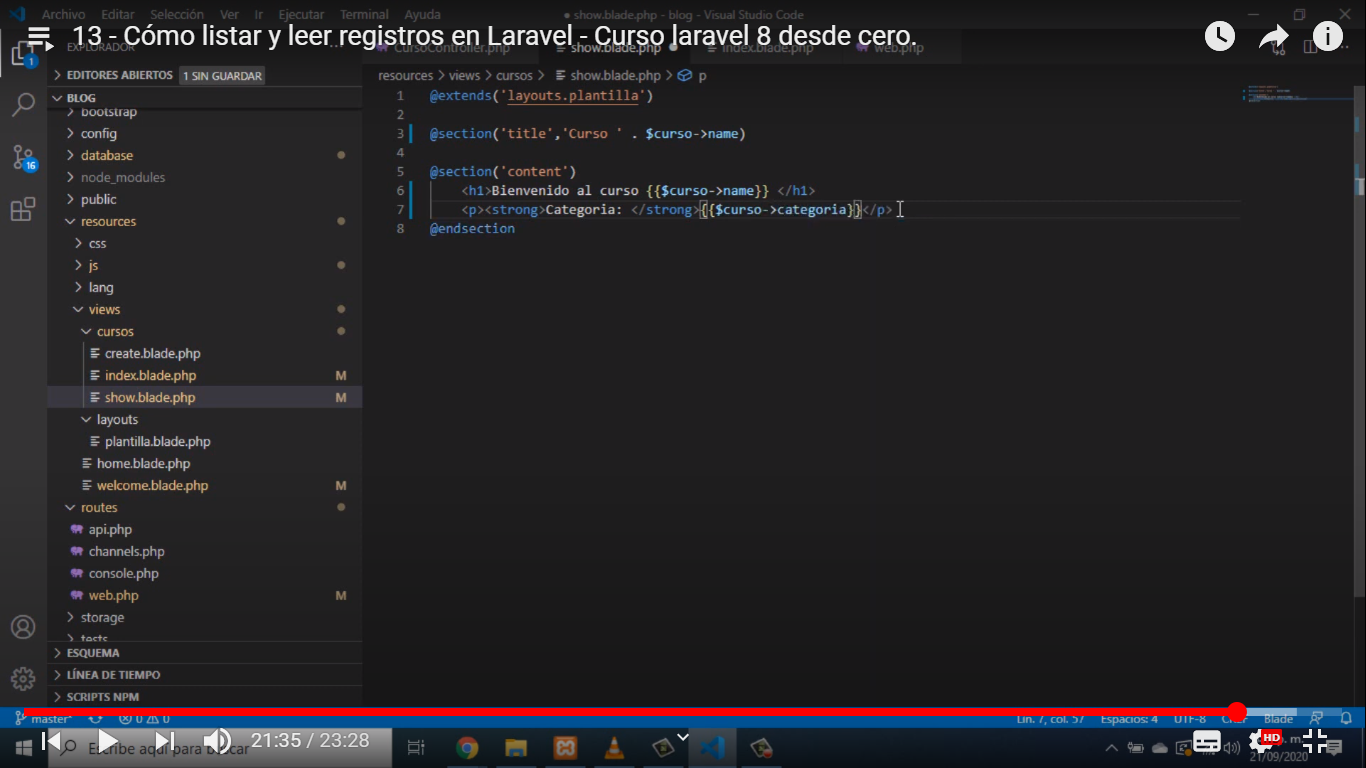 Archivo Editar Selección Ver Ir Ejecutar Terminal Ayuda
● show.blade.php - blog - Visual Studio Code
13 - Cómo listar y leer registros en Laravel - Curso laravel 8 desde cero.
EXPLORADOR
CursoController.php show.blade.php index.blade.php web.php
EDITORES ABIERTOS 1 SIN GUARDAR
resources > views > cursos > show.blade.php > p
BLOG
bootstrap
config
database
node_modules
public
resources
css
js
lang
views
cursos
create.blade.php
index.blade.php M
show.blade.php M
layouts
plantilla.blade.php
home.blade.php
welcome.blade.php M
routes
api.php
channels.php
console.php
web.php M
storage
tests
ESQUEMA
LÍNEA DE TIEMPO
SCRIPTS NPM
1
16
1 @extends('layouts.plantilla')
2
3 @section('title','Curso ' . $curso->name)
4
5 @section('content')
6 <h1>Bienvenido al curso {{$curso->name}} </h1>
7 <p><strong>Categoria: </strong>{{$curso->categoria}}</p>
8 @endsection
master* 0 0
Lín. 7, col. 57 Espacios: 4 UTF-8 CRLF Blade
21:35 / 23:28
Escribe aquí para buscar
HD
21/09/2020